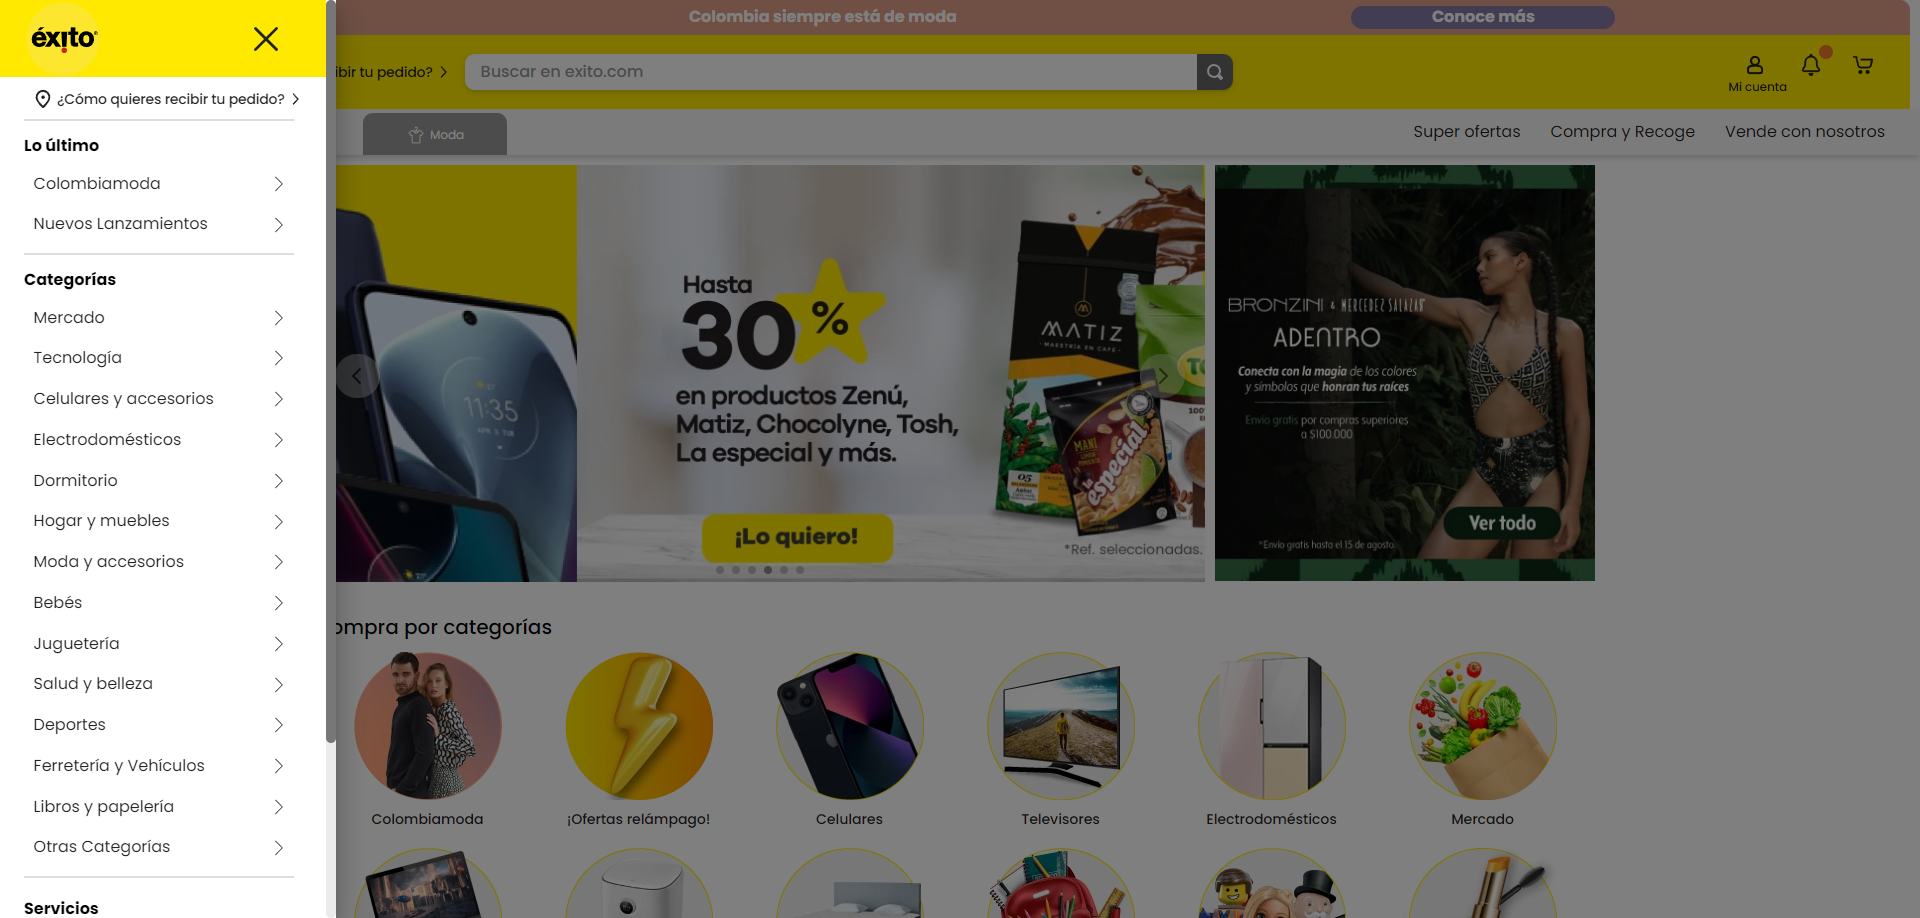 éxito
¿Cómo quieres recibir tu pedido?
Lo último
Colombiamoda
Nuevos Lanzamientos
Categorías
Mercado
Tecnología
Celulares y accesorios
Electrodomésticos
Dormitorio
Hogar y muebles
Moda y accesorios
Bebés
Juguetería
Salud y belleza
Deportes
Ferretería y Vehículos
Libros y papelería
Otras Categorías
Servicios
Colombia siempre está de moda
Conoce más
ibir tu pedido?
Buscar en exito.com
Mi cuenta
Moda
Super ofertas
Compra y Recoge
Vende con nosotros
11:35
Hasta
30%
en productos Zenú,
Matiz, Chocolyne, Tosh,
La especial y más.
¡Lo quiero!
*Ref. seleccionadas.
MATIZ
MAESTRÍA EN CAFÉ
MANÍ
la especial
05
BRONZINI & MERCEDEZ SALAZAR
ADENTRO
Conecta con la magia de los colores
y símbolos que honran tus raíces
Envío gratis por compras superiores
a $100.000
Ver todo
*Envío gratis hasta el 15 de agosto.
ompra por categorías
Colombiamoda
¡Ofertas relámpago!
Celulares
Televisores
Electrodomésticos
Mercado